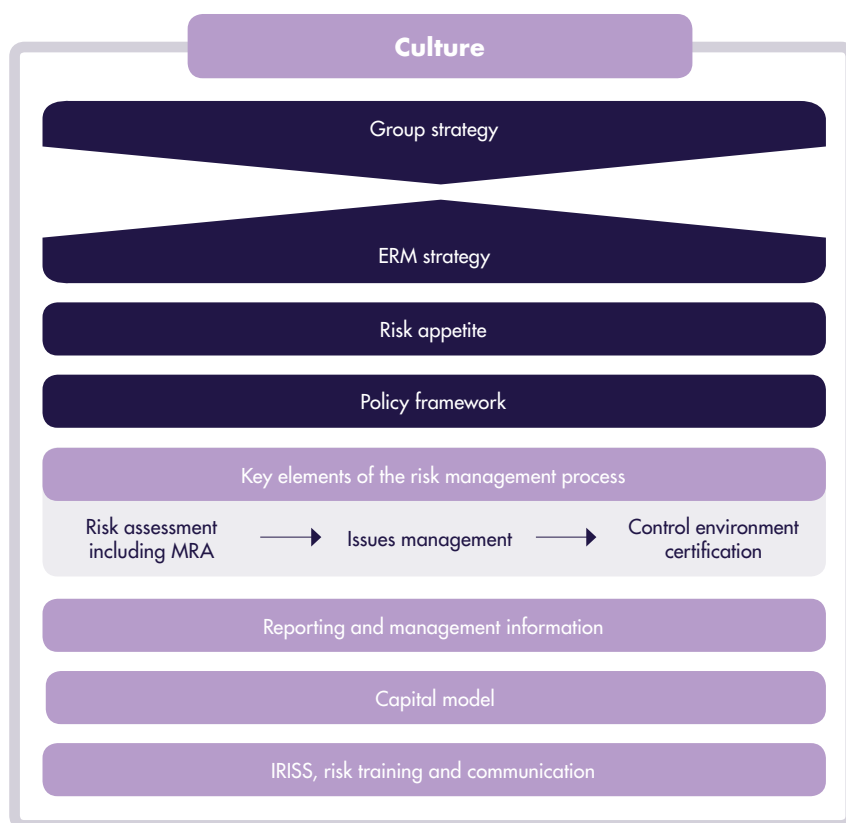 Culture
Group strategy
ERM strategy
Risk appetite
Policy framework
Key elements of the risk management process
Risk assessment
including MRA
Issues management
Control environment
certification
Reporting and management information
Capital model
IRISS, risk training and communication